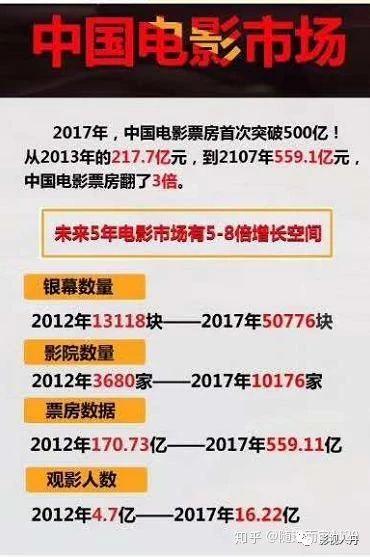 中国电影市场
2017年，中国电影票房首次突破500亿！
从2013年的217.7亿元，到2107年559.1亿元，
中国电影票房翻了3倍。
未来5年电影市场有5-8倍增长空间
银幕数量
2012年13118块——2017年50776块
影院数量
2012年3680家——2017年10176家
票房数据
2012年170.73亿——2017年559.11亿
观影人数
2012年4.7亿——2017年16.22亿
知乎
影视人丹